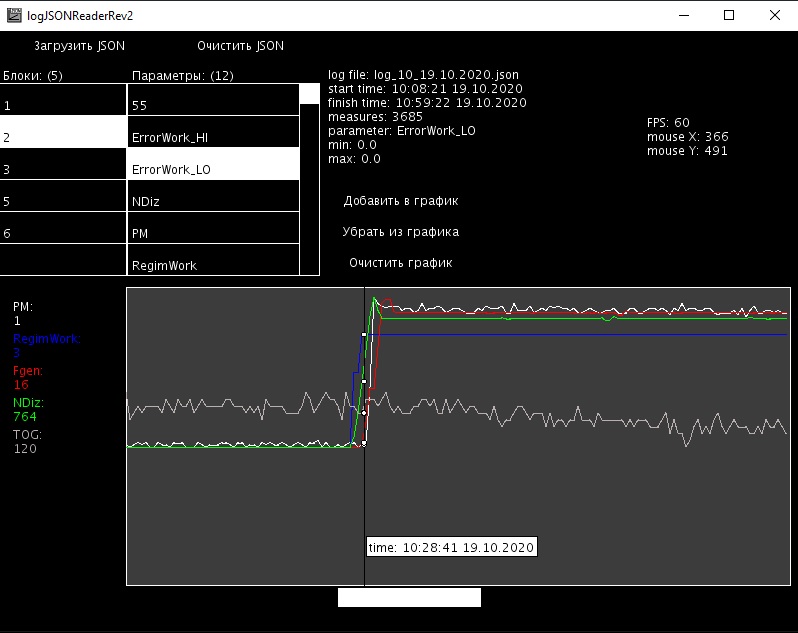 logJSONReaderRev2
Загрузить JSON
Очистить JSON
Блоки: (5)
Параметры: (12)
1
2
3
5
6
55
ErrorWork_HI
ErrorWork_LO
NDiz
PM
RegimWork
log file: log_10_19.10.2020.json
start time: 10:08:21 19.10.2020
finish time: 10:59:22 19.10.2020
measures: 3685
parameter: ErrorWork_LO
min: 0.0
max: 0.0
FPS: 60
mouse X: 366
mouse Y: 491
Добавить в график
Убрать из графика
Очистить график
PM:
1
RegimWork:
3
Fgen:
16
NDiz:
764
TOG:
120
time: 10:28:41 19.10.2020